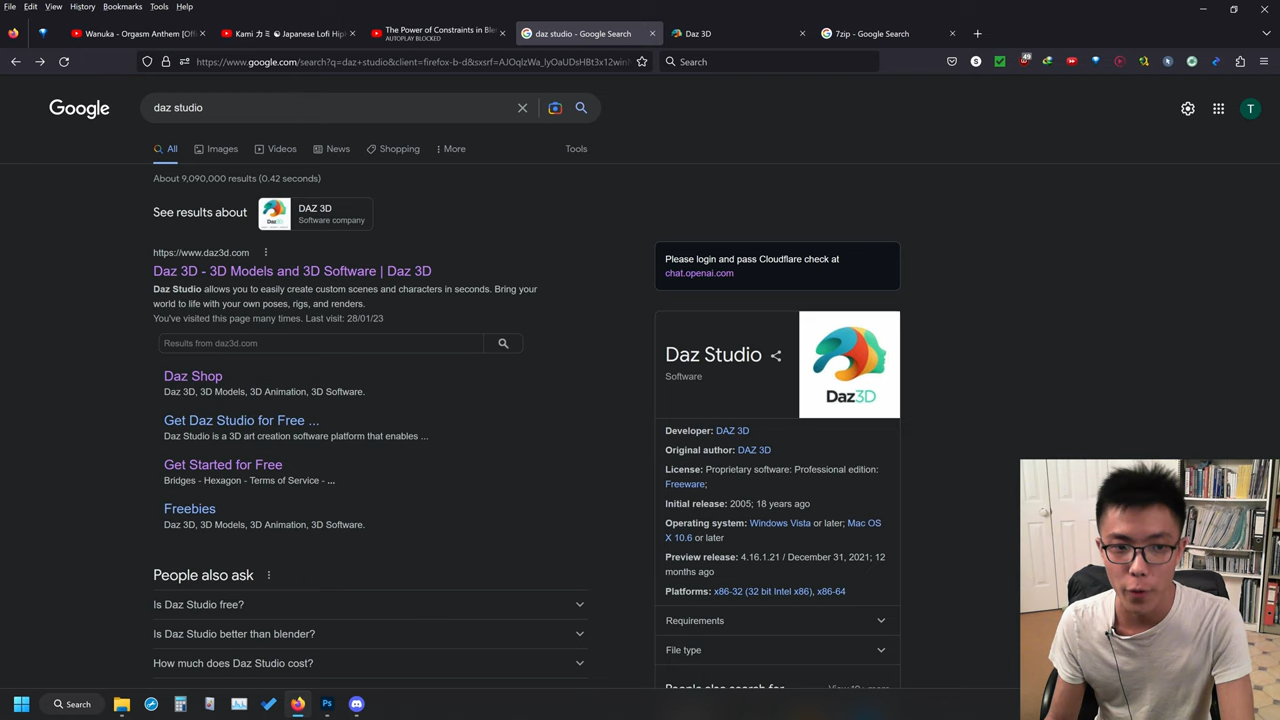 File Edit View History Bookmarks Tools Help
Wanuka - Orgasm Anthem [Off
Kami カミ Japanese Lofi Hip
The Power of Constraints in Blen
AUTOPLAY BLOCKED
daz studio - Google Search
Daz 3D
7zip - Google Search
Search
Google
daz studio
T
All
Images
Videos
News
Shopping
More
Tools
About 9,090,000 results (0.42 seconds)
See results about
DAZ 3D
Software company
https://www.daz3d.com
Daz 3D - 3D Models and 3D Software | Daz 3D
Daz Studio allows you to easily create custom scenes and characters in seconds. Bring your
world to life with your own poses, rigs, and renders.
You've visited this page many times. Last visit: 28/01/23
Results from daz3d.com
Daz Shop
Daz 3D, 3D Models, 3D Animation, 3D Software.
Get Daz Studio for Free ...
Daz Studio is a 3D art creation software platform that enables ...
Get Started for Free
Bridges - Hexagon - Terms of Service - ...
Freebies
Daz 3D, 3D Models, 3D Animation, 3D Software.
People also ask
Is Daz Studio free?
Is Daz Studio better than blender?
How much does Daz Studio cost?
Please login and pass Cloudflare check at
chat.openai.com
Daz Studio
Software
Daz3D
Developer: DAZ 3D
Original author: DAZ 3D
License: Proprietary software: Professional edition:
Freeware;
Initial release: 2005; 18 years ago
Operating system: Windows Vista or later; Mac OS
X 10.6 or later
Preview release: 4.16.1.21 / December 31, 2021; 12
months ago
Platforms: x86-32 (32 bit Intel x86), x86-64
Requirements
File type
People also search for
Search